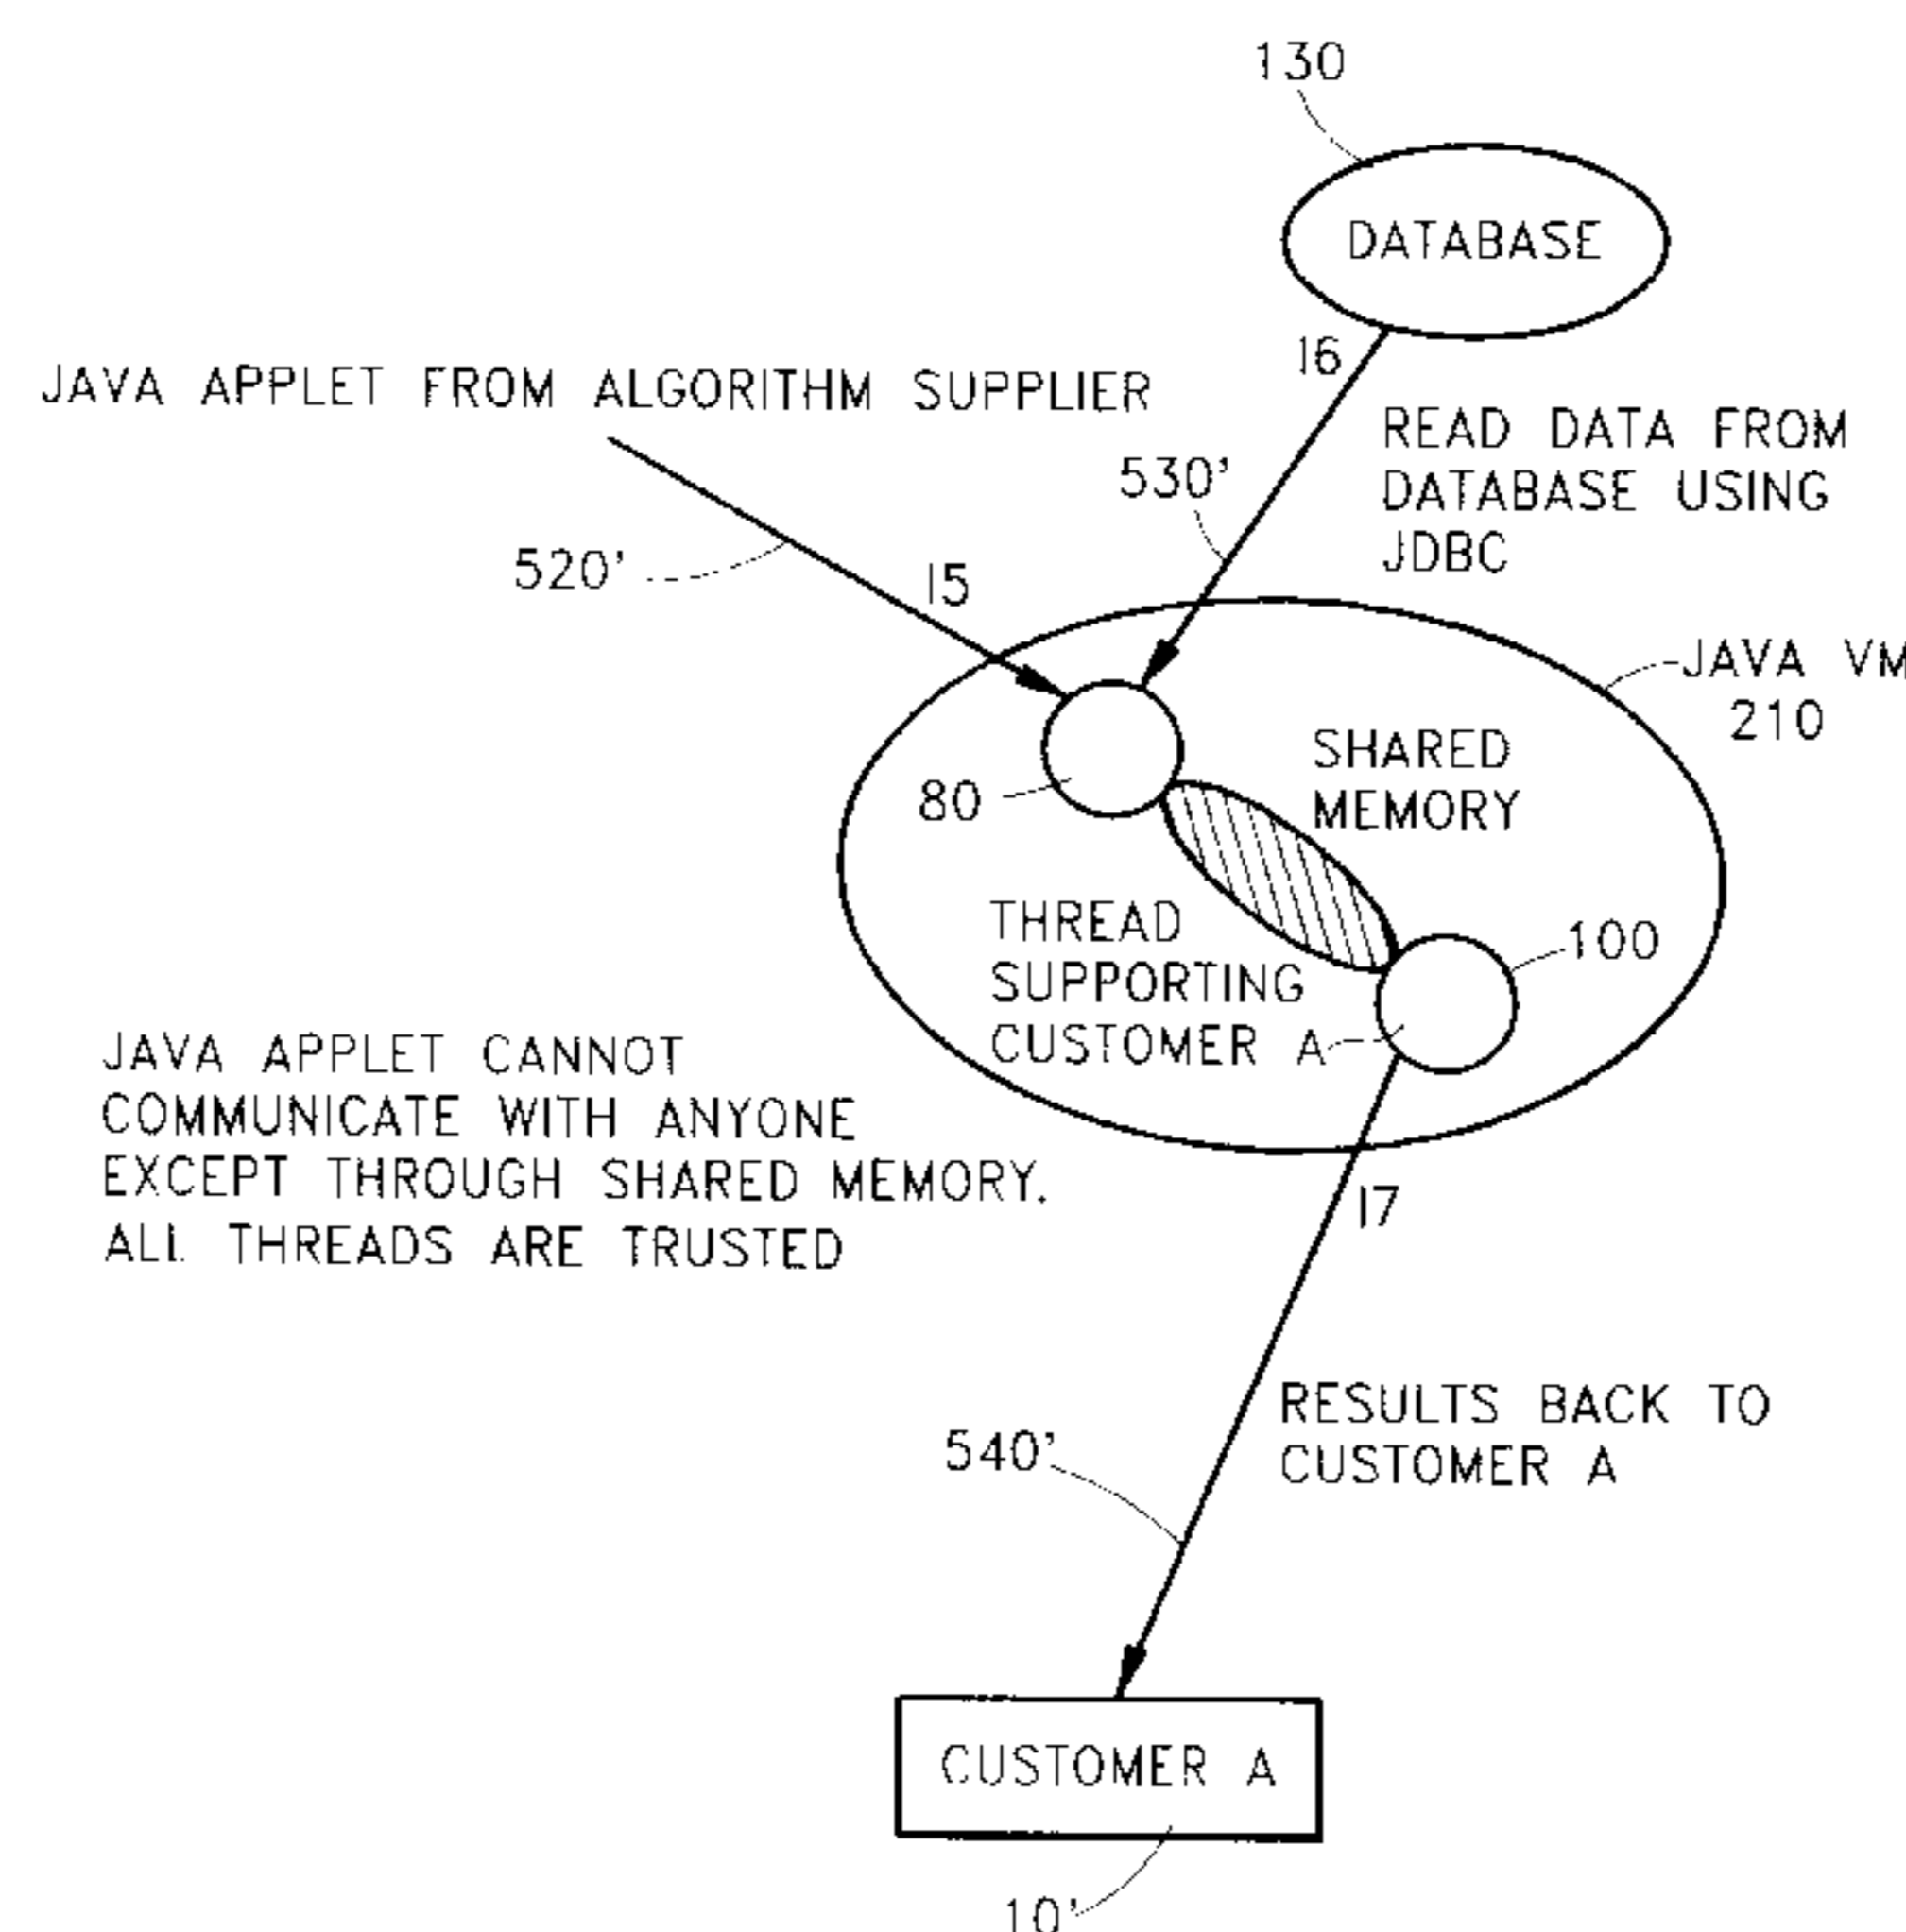 130
DATABASE
16
JAVA APPLET FROM ALGORITHM SUPPLIER
READ DATA FROM
DATABASE USING
JDBC
530'
520'
15
JAVA VM
210
SHARED
MEMORY
80
THREAD
SUPPORTING
CUSTOMER A
100
JAVA APPLET CANNOT
COMMUNICATE WITH ANYONE
EXCEPT THROUGH SHARED MEMORY.
ALL THREADS ARE TRUSTED
17
RESULTS BACK TO
CUSTOMER A
540'
CUSTOMER A
10'